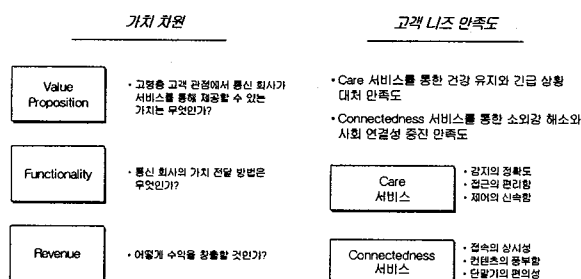 가치 차원
Value
Proposition
• 고령층 고객 관점에서 통신 회사가
서비스를 통해 제공할 수 있는
가치는 무엇인가?
Functionality
• 통신 회사의 가치 전달 방법은
무엇인가?
Revenue
• 어떻게 수익을 창출할 것인가?
고객 니즈 만족도
• Care 서비스를 통한 건강 유지와 긴급 상황
대처 만족도
• Connectedness 서비스를 통한 소외감 해소와
사회 연결성 증진 만족도
Care
서비스
• 감지의 정확도
• 접근의 편리함
• 제어의 신속함
Connectedness
서비스
• 접속의 상시성
• 컨텐츠의 풍부함
• 단말기의 편의성